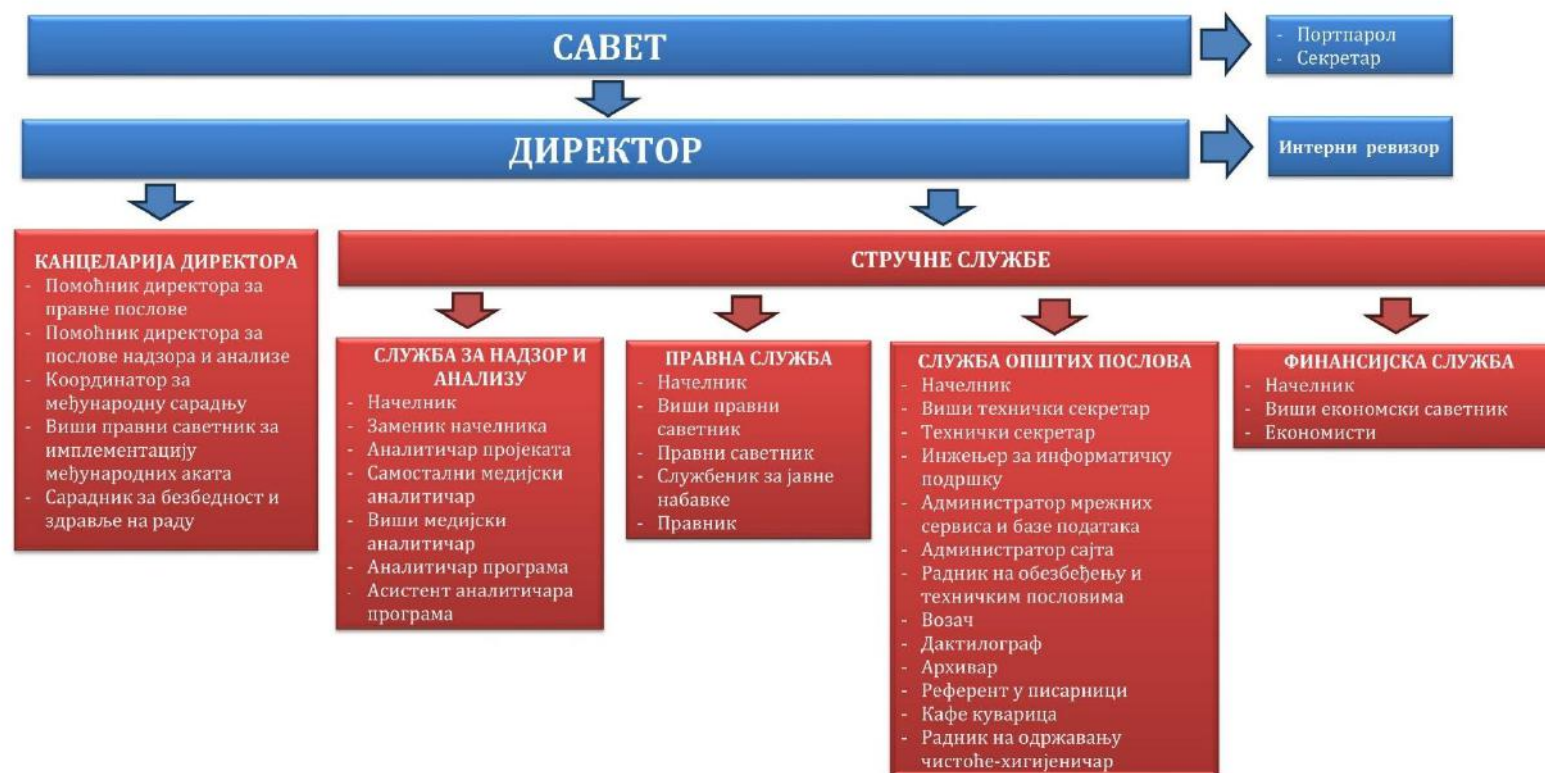 САВЕТ
- Портпарол
- Секретар
ДИРЕКТОР
Интерни ревизор
КАНЦЕЛАРИЈА ДИРЕКТОРА
- Помоћник директора за
правне послове
- Помоћник директора за
послове надзора и анализе
- Координатор за
међународну сарадњу
- Виши правни саветник за
имплементацију
међународних аката
- Сарадник за безбедност и
здравље на раду
СТРУЧНЕ СЛУЖБЕ
СЛУЖБА ЗА НАДЗОР И
АНАЛИЗУ
- Начелник
- Заменик начелника
- Аналитичар пројеката
- Самостални медијски
аналитичар
- Виши медијски
аналитичар
- Аналитичар програма
- Асистент аналитичара
програма
ПРАВНА СЛУЖБА
- Начелник
- Виши правни
саветник
- Правни саветник
- Службеник за јавне
набавке
- Правник
СЛУЖБА ОПШТИХ ПОСЛОВА
- Начелник
- Виши технички секретар
- Технички секретар
- Инжењер за информатичку
подршку
- Администратор мрежних
сервиса и базе података
- Администратор сајта
- Радник на обезбеђењу и
техничким пословима
- Возач
- Дактилограф
- Архивар
- Референт у писарници
- Кафе куварица
- Радник на одржавању
чистоће-хигијеничар
ФИНАНСИЈСКА СЛУЖБА
- Начелник
- Виши економски саветник
- Економисти